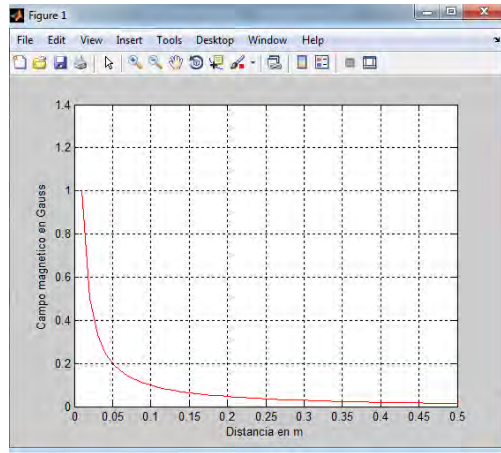 Figure 1
File Edit View Insert Tools Desktop Window Help
1.4
1.2
1
0.8
0.6
0.4
0.2
0
Campo magnetico en Gauss
0 0.05 0.1 0.15 0.2 0.25 0.3 0.35 0.4 0.45 0.5
Distancia en m